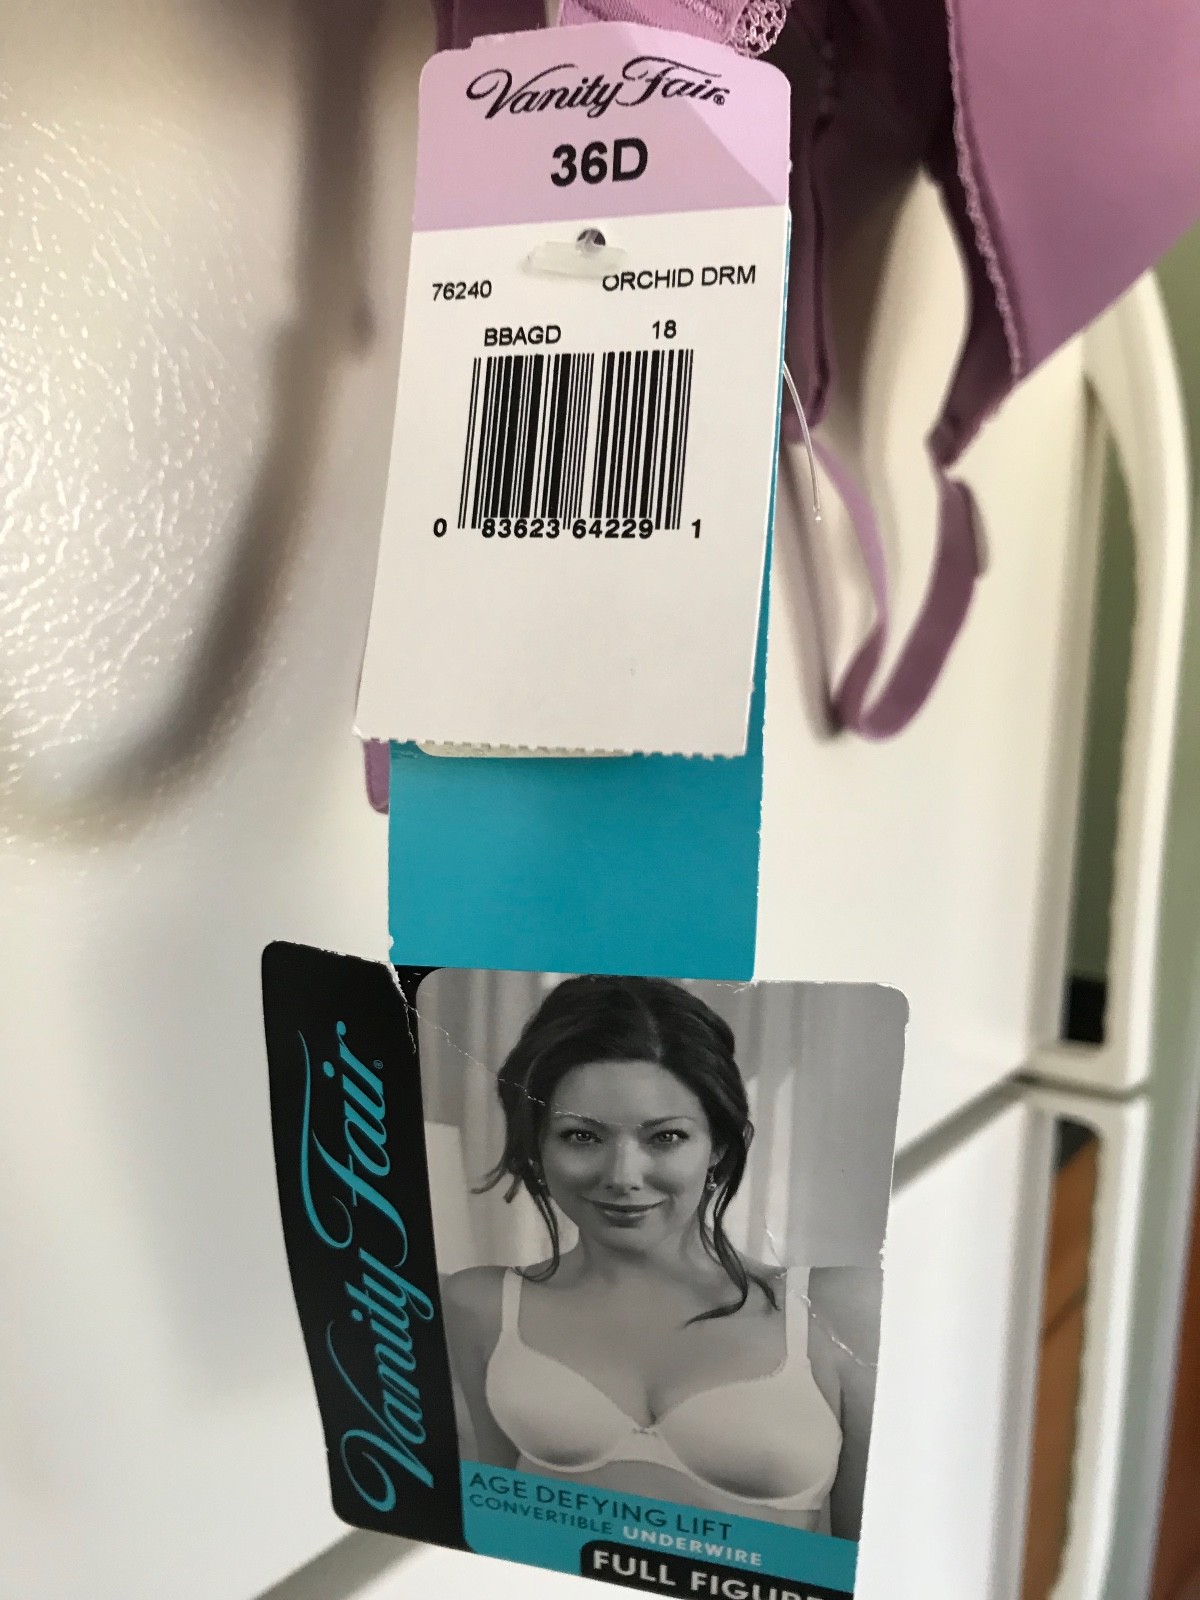 Vanity Fair®
36D
76240 ORCHID DRM
BBAGD 18
0 83623 64229 1
Vanity Fair®
AGE DEFYING LIFT
CONVERTIBLE UNDERWIRE
FULL FIGURE